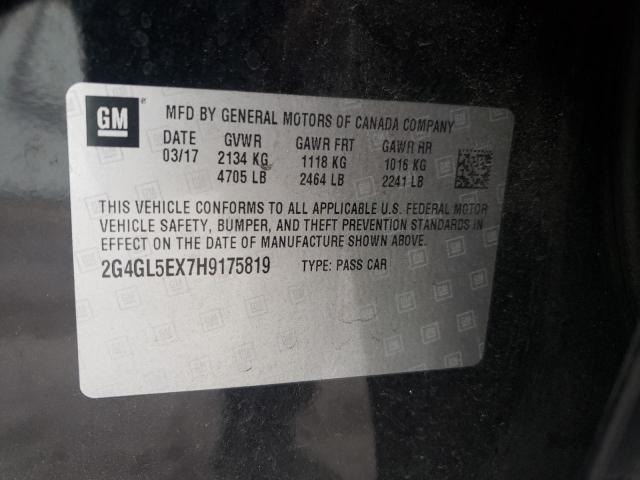 GM
MFD BY GENERAL MOTORS OF CANADA COMPANY
DATE GVWR GAWR FRT GAWR RR
03/17 2134 KG 1118 KG 1016 KG
4705 LB 2464 LB 2241 LB
THIS VEHICLE CONFORMS TO ALL APPLICABLE U.S. FEDERAL MOTOR
VEHICLE SAFETY, BUMPER, AND THEFT PREVENTION STANDARDS IN
EFFECT ON THE DATE OF MANUFACTURE SHOWN ABOVE.
2G4GL5EX7H9175819 TYPE: PASS CAR